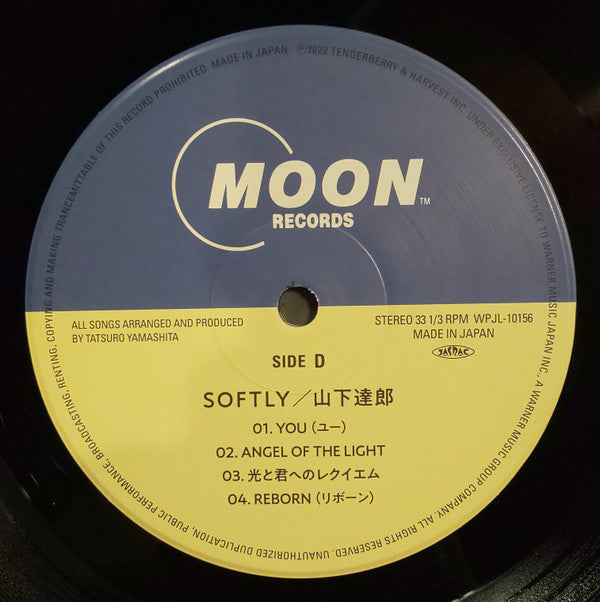 UNAUTHORIZED DUPLICATION, PUBLIC PERFORMANCE, BROADCASTING, RENTING, COPYING AND MAKING TRANCEMITTABLE OF THIS RECORD PROHIBITED. MADE IN JAPAN. ℗2022 TENDERBERRY & HARVEST INC. UNDER EXCLUSIVE LICENSE TO WARNER MUSIC JAPAN INC., A WARNER MUSIC GROUP COMPANY. ALL RIGHTS RESERVED.
MOON™
RECORDS
ALL SONGS ARRANGED AND PRODUCED
BY TATSURO YAMASHITA
STEREO 33 1/3 RPM WPJL-10156
MADE IN JAPAN
JASRAC
SIDE D
SOFTLY/山下達郎
01. YOU (ユー)
02. ANGEL OF THE LIGHT
03. 光と君へのレクイエム
04. REBORN (リボーン)